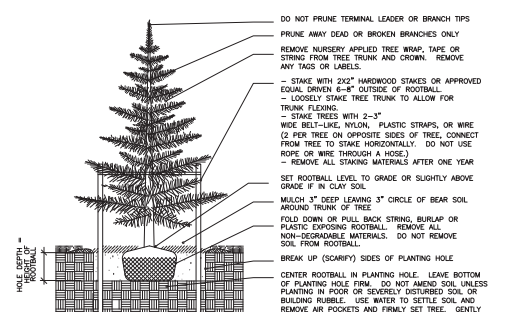 DO NOT PRUNE TERMINAL LEADER OR BRANCH TIPS
PRUNE AWAY DEAD OR BROKEN BRANCHES ONLY
REMOVE NURSERY APPLIED TREE WRAP, TAPE OR
STRING FROM TREE TRUNK AND CROWN. REMOVE
ANY TAGS OR LABELS.
– STAKE WITH 2X2" HARDWOOD STAKES OR APPROVED
EQUAL DRIVEN 6–8" OUTSIDE OF ROOTBALL.
– LOOSELY STAKE TREE TRUNK TO ALLOW FOR
TRUNK FLEXING.
– STAKE TREES WITH 2–3"
WIDE BELT–LIKE, NYLON, PLASTIC STRAPS, OR WIRE
(2 PER TREE ON OPPOSITE SIDES OF TREE, CONNECT
FROM TREE TO STAKE HORIZONTALLY. DO NOT USE
ROPE OR WIRE THROUGH A HOSE.)
– REMOVE ALL STAKING MATERIALS AFTER ONE YEAR
SET ROOTBALL LEVEL TO GRADE OR SLIGHTLY ABOVE
GRADE IF IN CLAY SOIL
MULCH 3" DEEP LEAVING 3" CIRCLE OF BEAR SOIL
AROUND TRUNK OF TREE
FOLD DOWN OR PULL BACK STRING, BURLAP OR
PLASTIC EXPOSING ROOTBALL. REMOVE ALL
NON–DEGRADABLE MATERIALS. DO NOT REMOVE
SOIL FROM ROOTBALL.
BREAK UP (SCARIFY) SIDES OF PLANTING HOLE
CENTER ROOTBALL IN PLANTING HOLE. LEAVE BOTTOM
OF PLANTING HOLE FIRM. DO NOT AMEND SOIL UNLESS
PLANTING IN POOR OR SEVERELY DISTURBED SOIL OR
BUILDING RUBBLE. USE WATER TO SETTLE SOIL AND
REMOVE AIR POCKETS AND FIRMLY SET TREE. GENTLY
HOLE DEPTH =
HEIGHT OF
ROOTBALL